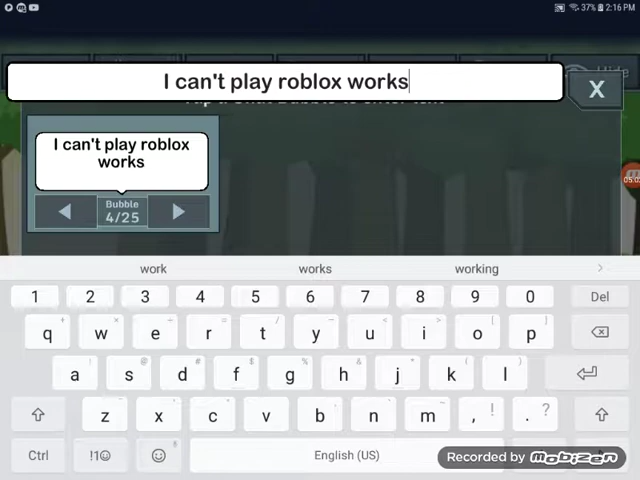 37% 2:16 PM
I can't play roblox works
X
I can't play roblox
works
Bubble
4/25
work works working
1 2 3 4 5 6 7 8 9 0 Del
q w e r t y u i o p
a s d f g h j k l
z x c v b n m , ! . ?
Ctrl !1☺ English (US)
Recorded by mobizen